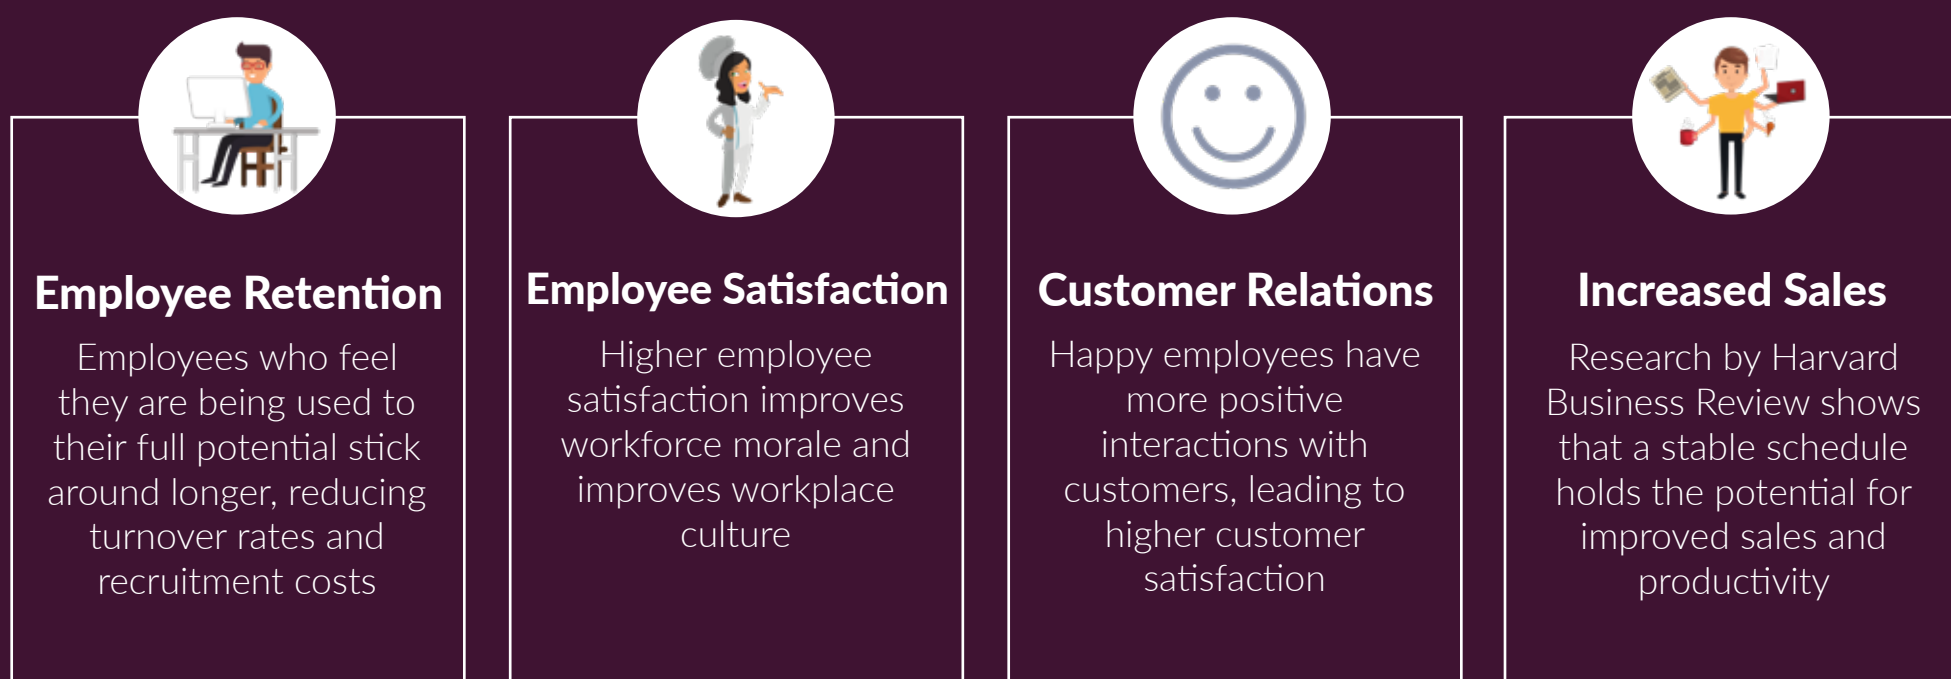 Employee Retention
Employees who feel
they are being used to
their full potential stick
around longer, reducing
turnover rates and
recruitment costs
Employee Satisfaction
Higher employee
satisfaction improves
workforce morale and
improves workplace
culture
Customer Relations
Happy employees have
more positive
interactions with
customers, leading to
higher customer
satisfaction
Increased Sales
Research by Harvard
Business Review shows
that a stable schedule
holds the potential for
improved sales and
productivity